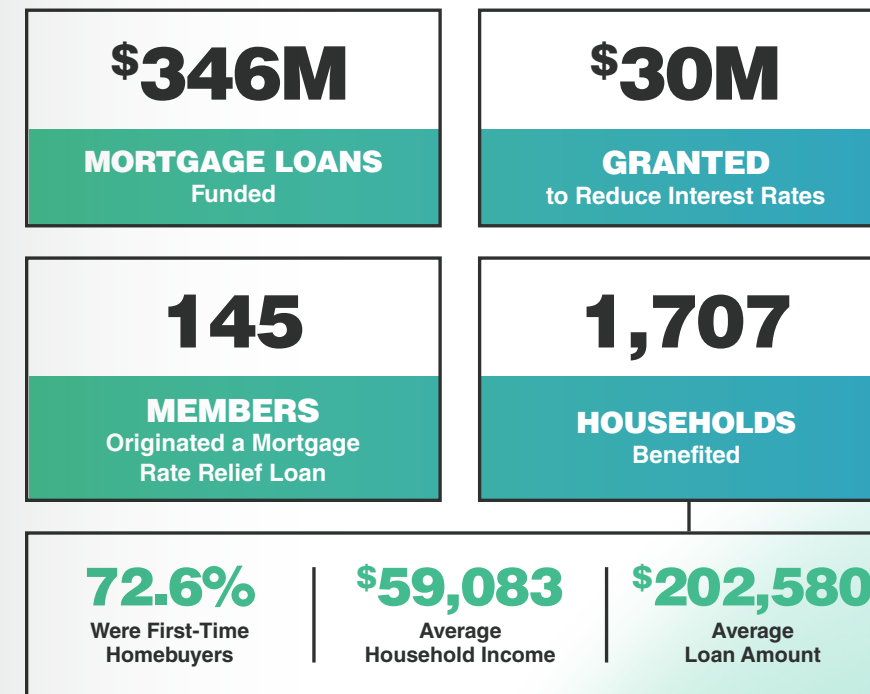 $346M
MORTGAGE LOANS
Funded
$30M
GRANTED
to Reduce Interest Rates
145
MEMBERS
Originated a Mortgage
Rate Relief Loan
1,707
HOUSEHOLDS
Benefited
72.6%
Were First-Time
Homebuyers
$59,083
Average
Household Income
$202,580
Average
Loan Amount